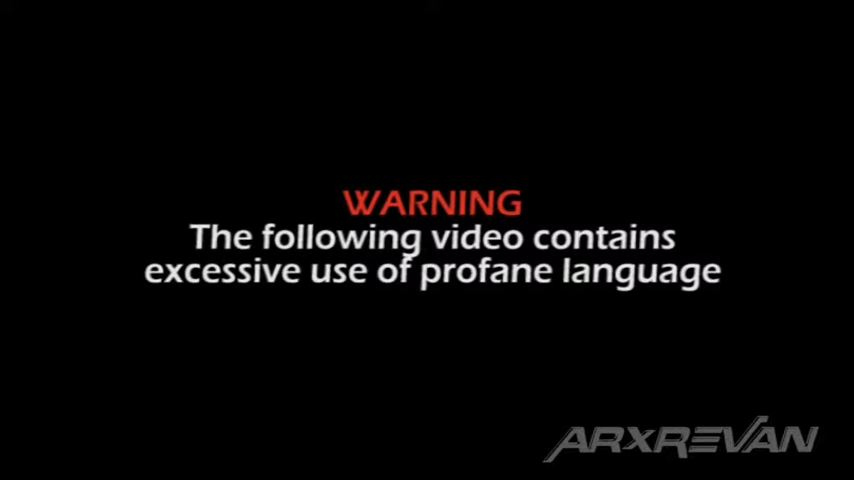 WARNING
The following video contains
excessive use of profane language
ARXREVAN